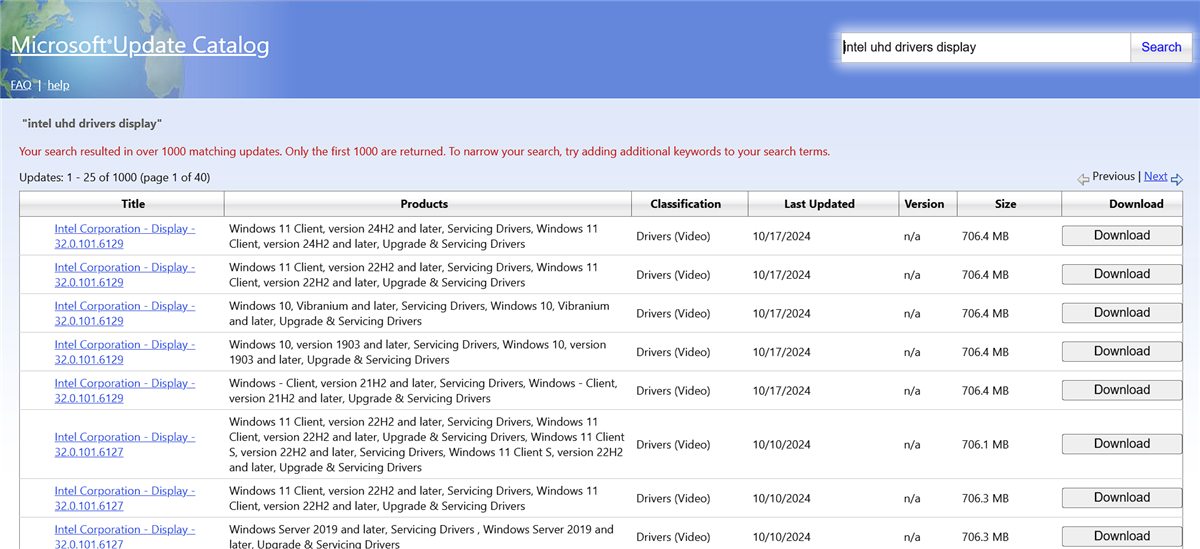 Microsoft®Update Catalog
intel uhd drivers display
Search
FAQ | help
"intel uhd drivers display"
Your search resulted in over 1000 matching updates. Only the first 1000 are returned. To narrow your search, try adding additional keywords to your search terms.
Updates: 1 - 25 of 1000 (page 1 of 40)
Previous | Next
Title Products Classification Last Updated Version Size Download
Intel Corporation - Display -
32.0.101.6129
Windows 11 Client, version 24H2 and later, Servicing Drivers, Windows 11
Client, version 24H2 and later, Upgrade & Servicing Drivers
Drivers (Video) 10/17/2024 n/a 706.4 MB Download
Intel Corporation - Display -
32.0.101.6129
Windows 11 Client, version 22H2 and later, Servicing Drivers, Windows 11
Client, version 22H2 and later, Upgrade & Servicing Drivers
Drivers (Video) 10/17/2024 n/a 706.4 MB Download
Intel Corporation - Display -
32.0.101.6129
Windows 10, Vibranium and later, Servicing Drivers, Windows 10, Vibranium
and later, Upgrade & Servicing Drivers
Drivers (Video) 10/17/2024 n/a 706.4 MB Download
Intel Corporation - Display -
32.0.101.6129
Windows 10, version 1903 and later, Servicing Drivers, Windows 10, version
1903 and later, Upgrade & Servicing Drivers
Drivers (Video) 10/17/2024 n/a 706.4 MB Download
Intel Corporation - Display -
32.0.101.6129
Windows - Client, version 21H2 and later, Servicing Drivers, Windows - Client,
version 21H2 and later, Upgrade & Servicing Drivers
Drivers (Video) 10/17/2024 n/a 706.4 MB Download
Intel Corporation - Display -
32.0.101.6127
Windows 11 Client, version 22H2 and later, Servicing Drivers, Windows 11
Client, version 22H2 and later, Upgrade & Servicing Drivers, Windows 11 Client
S, version 22H2 and later, Servicing Drivers, Windows 11 Client S, version 22H2
and later, Upgrade & Servicing Drivers
Drivers (Video) 10/10/2024 n/a 706.1 MB Download
Intel Corporation - Display -
32.0.101.6127
Windows 11 Client, version 22H2 and later, Servicing Drivers, Windows 11
Client, version 22H2 and later, Upgrade & Servicing Drivers
Drivers (Video) 10/10/2024 n/a 706.3 MB Download
Intel Corporation - Display -
32.0.101.6127
Windows Server 2019 and later, Servicing Drivers , Windows Server 2019 and
later, Upgrade & Servicing Drivers
Drivers (Video) 10/10/2024 n/a 706.3 MB Download